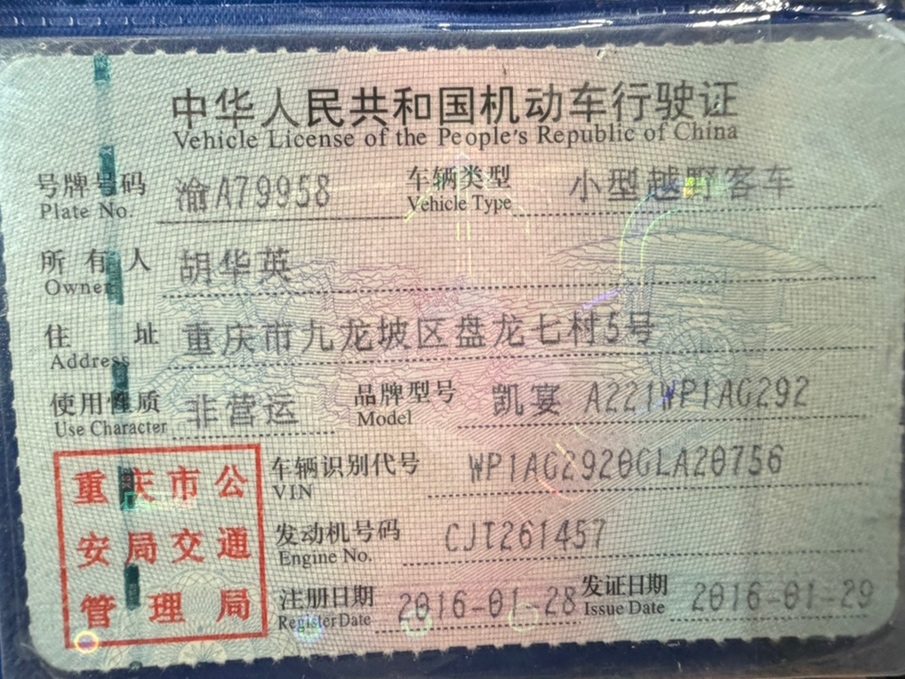 中华人民共和国机动车行驶证
Vehicle License of the People's Republic of China
号牌号码 渝A79958 车辆类型 小型越野客车
Plate No. Vehicle Type
所有人 胡华英
Owner
住址 重庆市九龙坡区盘龙七村5号
Address
使用性质 非营运 品牌型号 凯宴 A221WP1AG292
Use Character Model
重庆市公 车辆识别代号 WP1AG2920GLA20756
VIN
安局交通 发动机号码 CJT261457
Engine No.
管理局 注册日期 2016-01-28 发证日期 2016-01-29
Register Date Issue Date